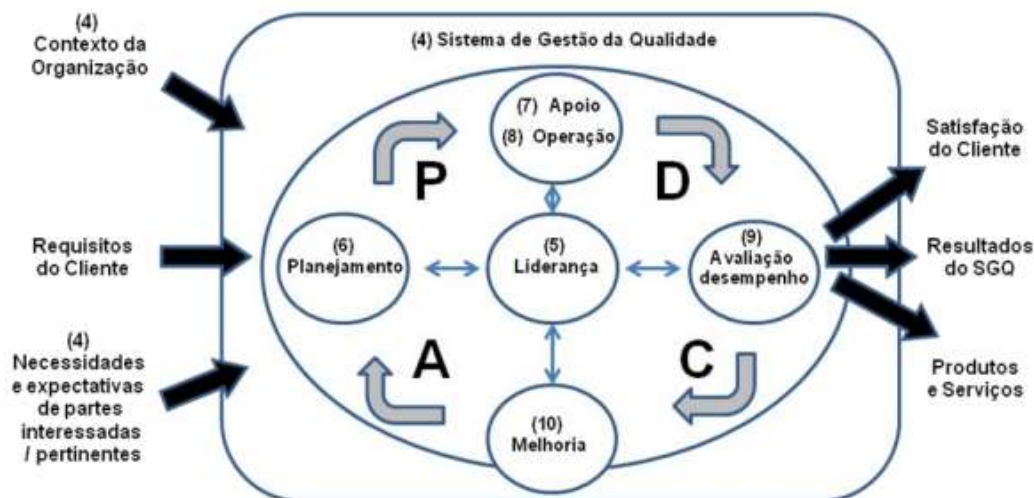 (4)
Contexto da
Organização
(4) Sistema de Gestão da Qualidade
(7) Apoio
(8) Operação
P
D
Satisfação
do Cliente
Requisitos
do Cliente
(6)
Planejamento
(5)
Liderança
(9)
Avaliação
desempenho
Resultados
do SGQ
(4)
Necessidades
e expectativas
de partes
interessadas
/ pertinentes
A
C
(10)
Melhoria
Produtos
e Serviços